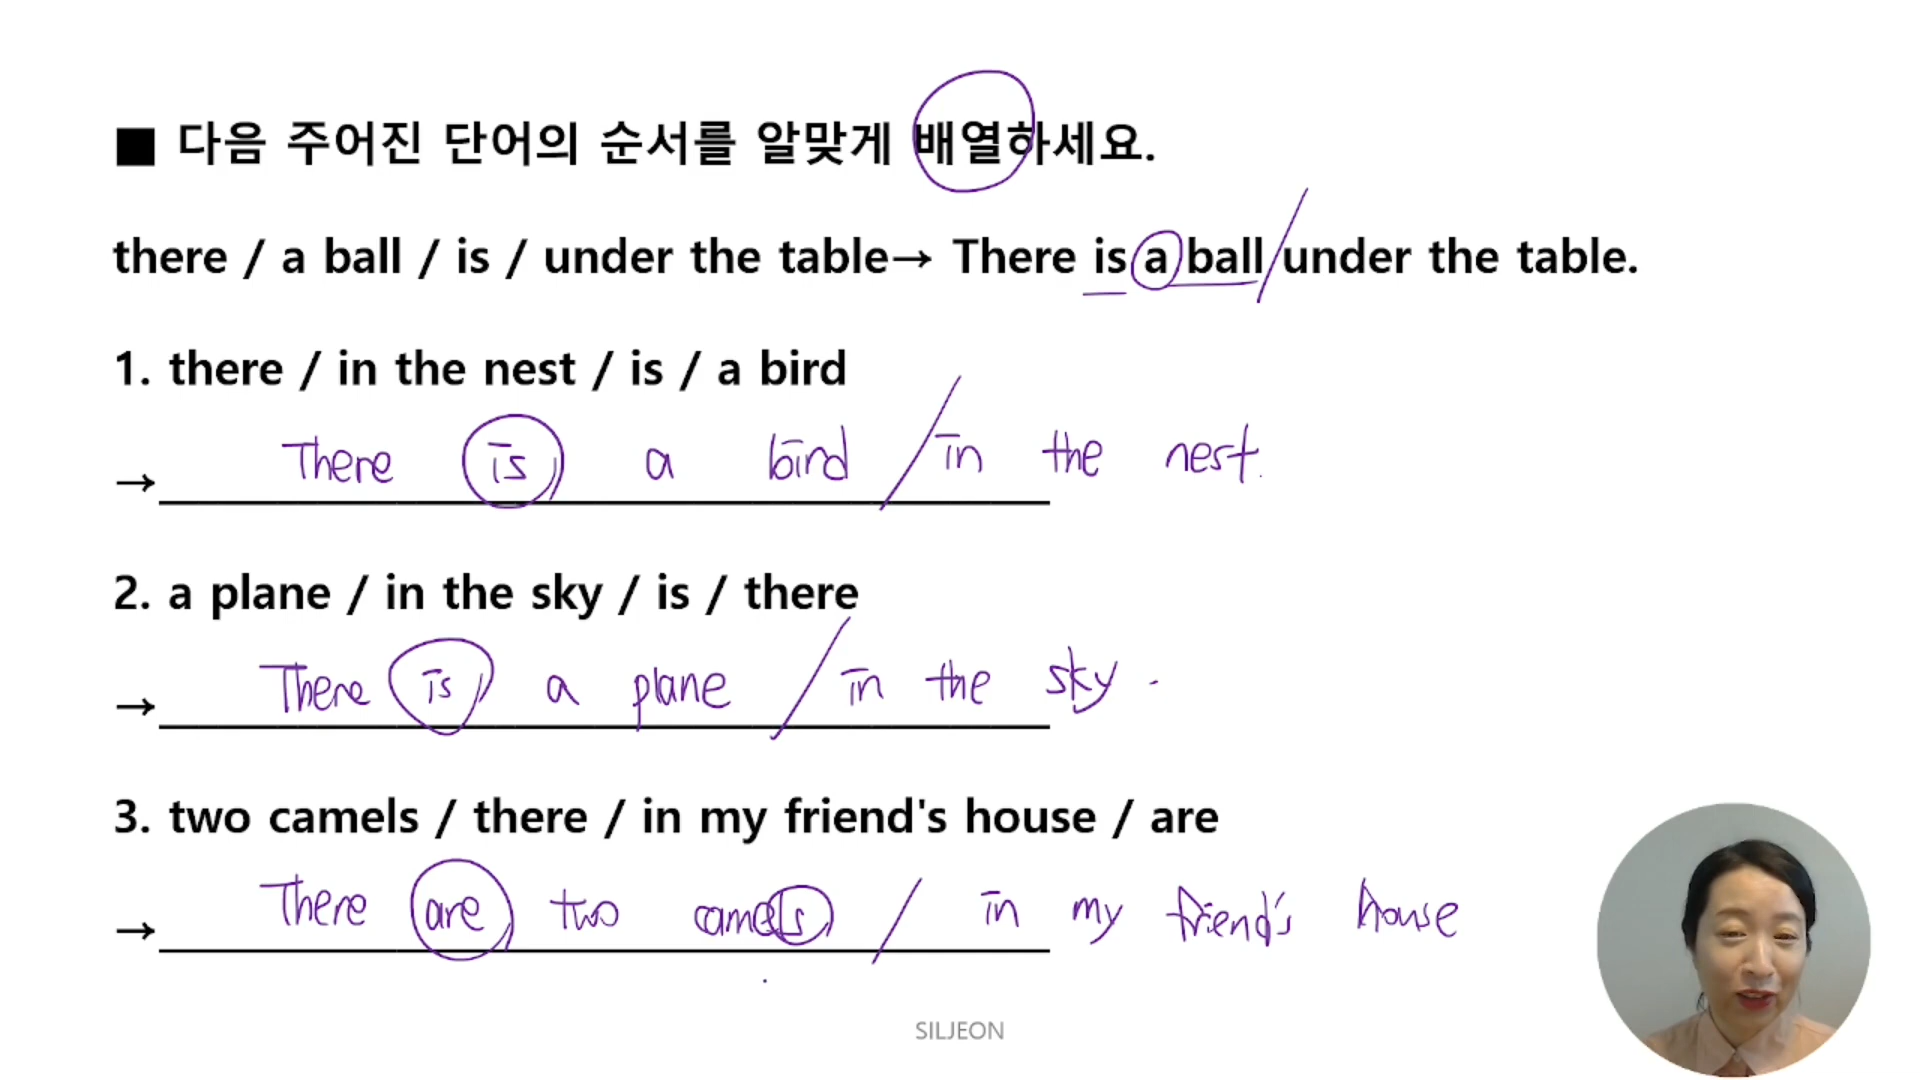 ■ 다음 주어진 단어의 순서를 알맞게 배열하세요.
there / a ball / is / under the table→ There is a ball / under the table.
1. there / in the nest / is / a bird
→ There is a bird / in the nest.
2. a plane / in the sky / is / there
→ There is a plane / in the sky.
3. two camels / there / in my friend's house / are
→ There are two camels / in my friend's house
SILJEON